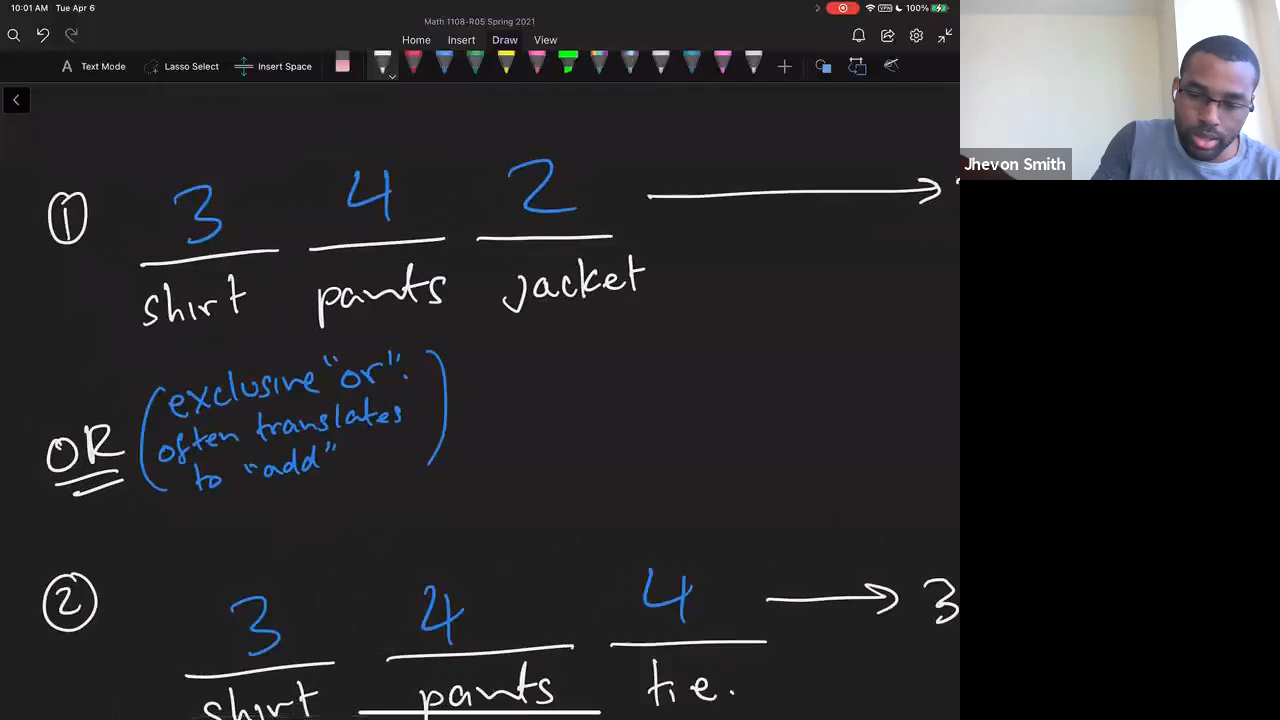 10:01 AM Tue Apr 6
100%
Math 1108-R05 Spring 2021
Home Insert Draw View
Text Mode Lasso Select Insert Space
Jhevon Smith
① 3 4 2
shirt pants jacket
OR (exclusive "or":
often translates
to "add")
② 3 4 4 → 3
shirt pants tie.